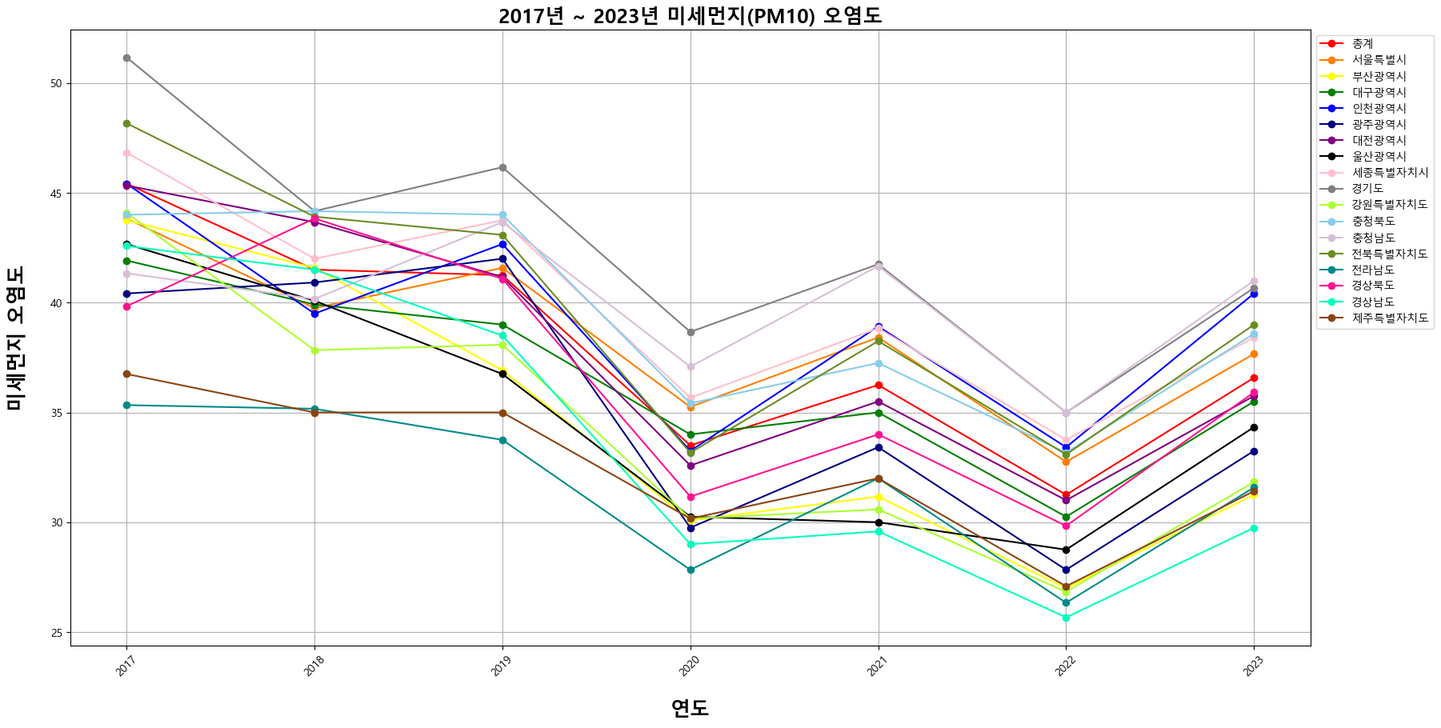 2017년 ~ 2023년 미세먼지(PM10) 오염도
미세먼지 오염도
50
45
40
35
30
25
2017
2018
2019
2020
2021
2022
2023
연도
총계
서울특별시
부산광역시
대구광역시
인천광역시
광주광역시
대전광역시
울산광역시
세종특별자치시
경기도
강원특별자치도
충청북도
충청남도
전북특별자치도
전라남도
경상북도
경상남도
제주특별자치도